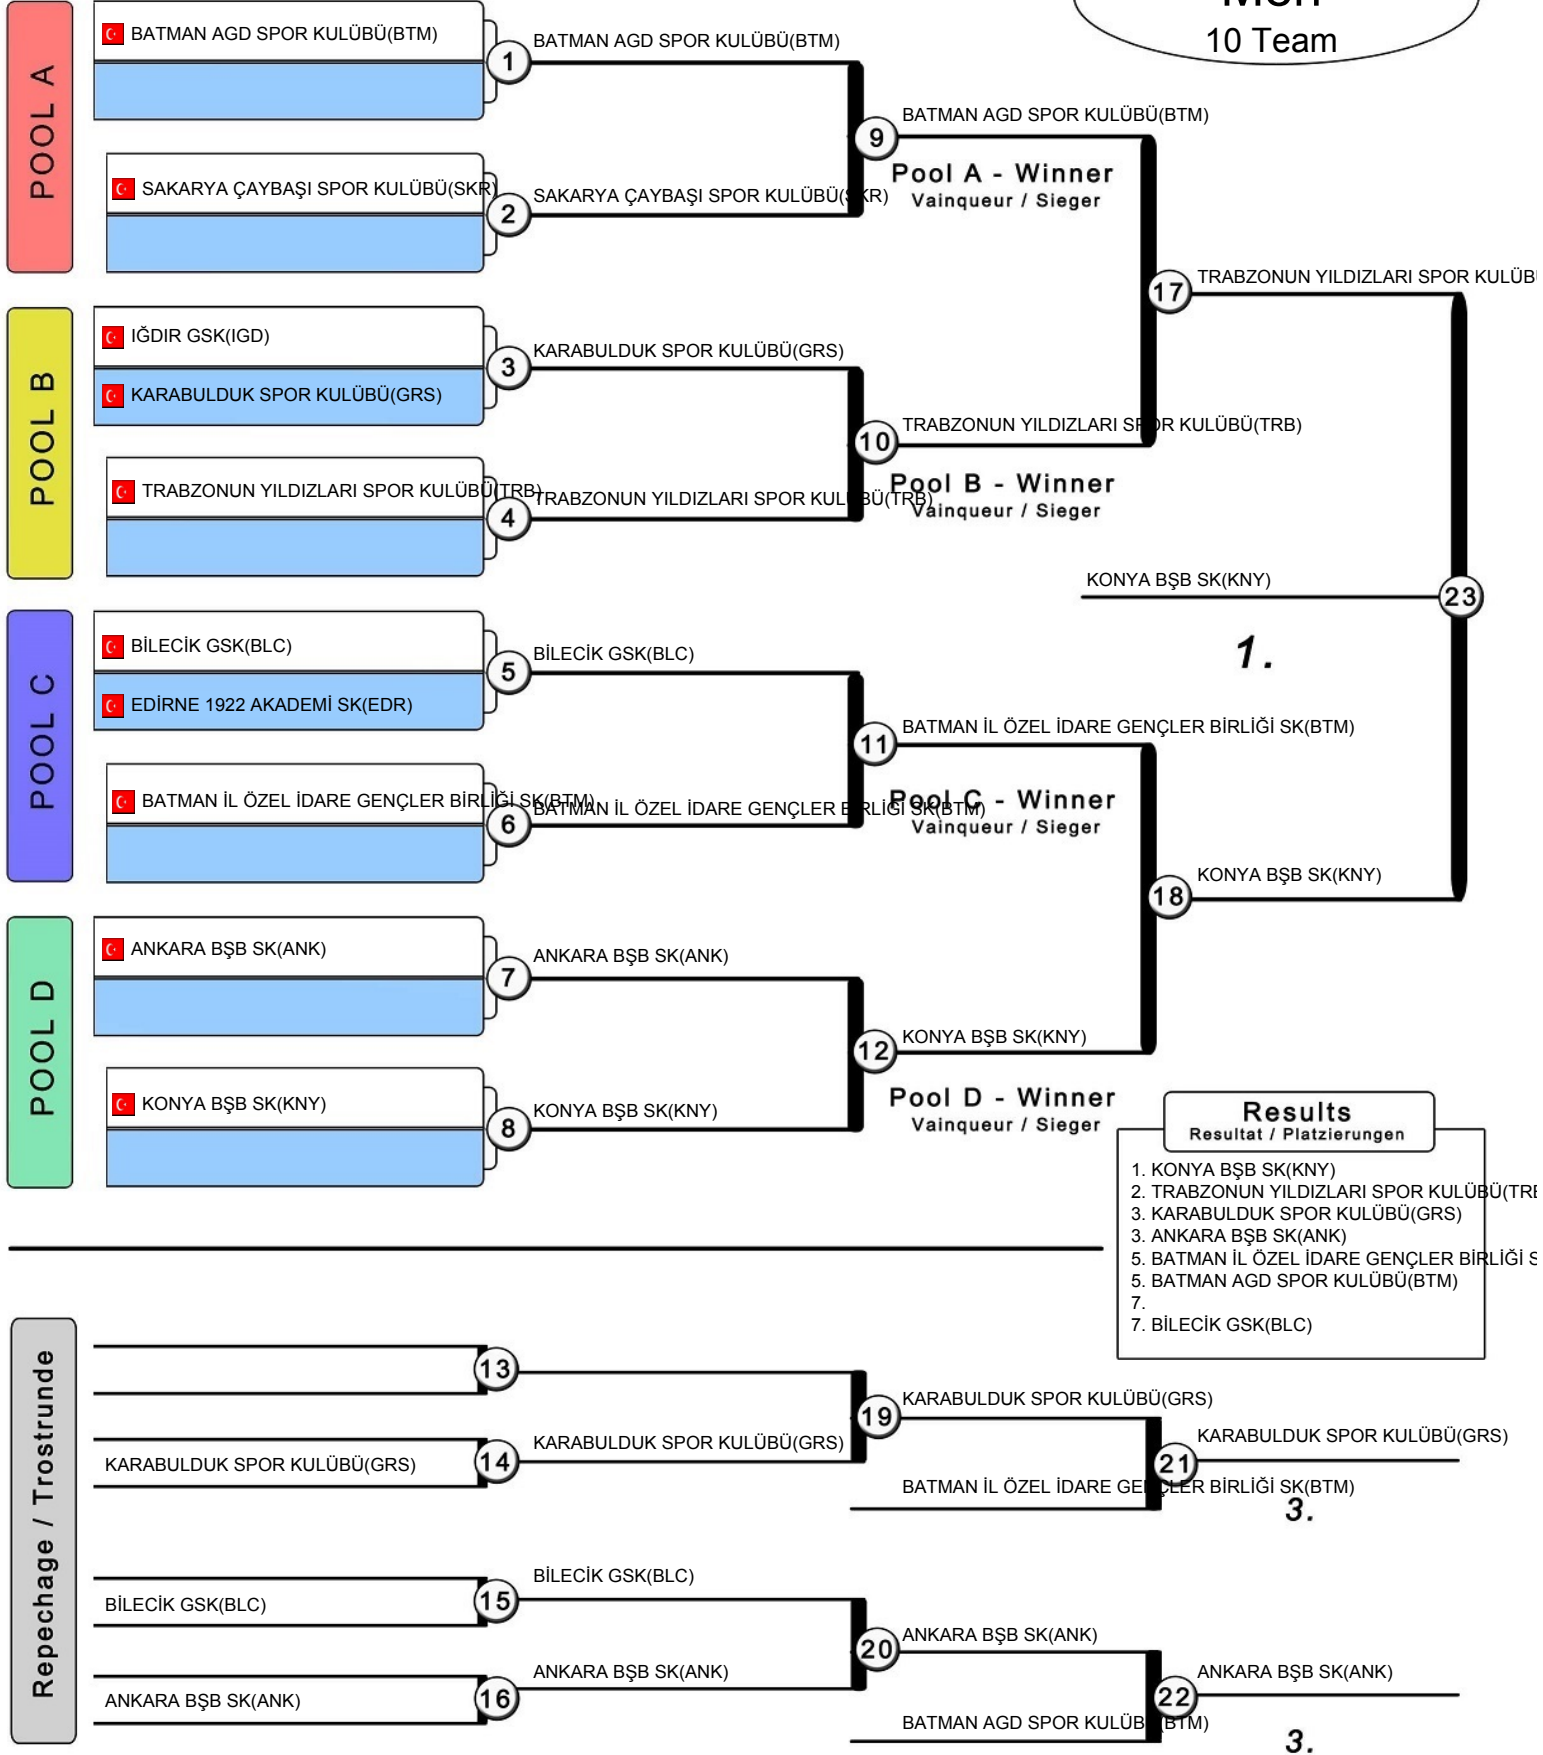 Men
10 Team
POOL A
BATMAN AGD SPOR KULÜBÜ(BTM)
1
BATMAN AGD SPOR KULÜBÜ(BTM)
SAKARYA ÇAYBAŞI SPOR KULÜBÜ(SKR)
2
SAKARYA ÇAYBAŞI SPOR KULÜBÜ(SKR)
9
BATMAN AGD SPOR KULÜBÜ(BTM)
Pool A - Winner
Vainqueur / Sieger
POOL B
IĞDIR GSK(IGD)
KARABULDUK SPOR KULÜBÜ(GRS)
3
KARABULDUK SPOR KULÜBÜ(GRS)
TRABZONUN YILDIZLARI SPOR KULÜBÜ(TRB)
4
TRABZONUN YILDIZLARI SPOR KULÜBÜ(TRB)
10
TRABZONUN YILDIZLARI SPOR KULÜBÜ(TRB)
Pool B - Winner
Vainqueur / Sieger
17
TRABZONUN YILDIZLARI SPOR KULÜB
POOL C
BİLECİK GSK(BLC)
EDİRNE 1922 AKADEMİ SK(EDR)
5
BİLECİK GSK(BLC)
BATMAN İL ÖZEL İDARE GENÇLER BİRLİĞİ SK(BTM)
6
BATMAN İL ÖZEL İDARE GENÇLER BİRLİĞİ SK(BTM)
11
BATMAN İL ÖZEL İDARE GENÇLER BİRLİĞİ SK(BTM)
Pool C - Winner
Vainqueur / Sieger
POOL D
ANKARA BŞB SK(ANK)
7
ANKARA BŞB SK(ANK)
KONYA BŞB SK(KNY)
8
KONYA BŞB SK(KNY)
12
KONYA BŞB SK(KNY)
Pool D - Winner
Vainqueur / Sieger
18
KONYA BŞB SK(KNY)
23
KONYA BŞB SK(KNY)
1.
Results
Resultat / Platzierungen
1. KONYA BŞB SK(KNY)
2. TRABZONUN YILDIZLARI SPOR KULÜBÜ(TRB
3. KARABULDUK SPOR KULÜBÜ(GRS)
3. ANKARA BŞB SK(ANK)
5. BATMAN İL ÖZEL İDARE GENÇLER BİRLİĞİ S
5. BATMAN AGD SPOR KULÜBÜ(BTM)
7.
7. BİLECİK GSK(BLC)
Repechage / Trostrunde
13
KARABULDUK SPOR KULÜBÜ(GRS)
14
KARABULDUK SPOR KULÜBÜ(GRS)
19
KARABULDUK SPOR KULÜBÜ(GRS)
BATMAN İL ÖZEL İDARE GENÇLER BİRLİĞİ SK(BTM)
21
KARABULDUK SPOR KULÜBÜ(GRS)
3.
BİLECİK GSK(BLC)
15
BİLECİK GSK(BLC)
ANKARA BŞB SK(ANK)
16
ANKARA BŞB SK(ANK)
20
ANKARA BŞB SK(ANK)
BATMAN AGD SPOR KULÜBÜ(BTM)
22
ANKARA BŞB SK(ANK)
3.